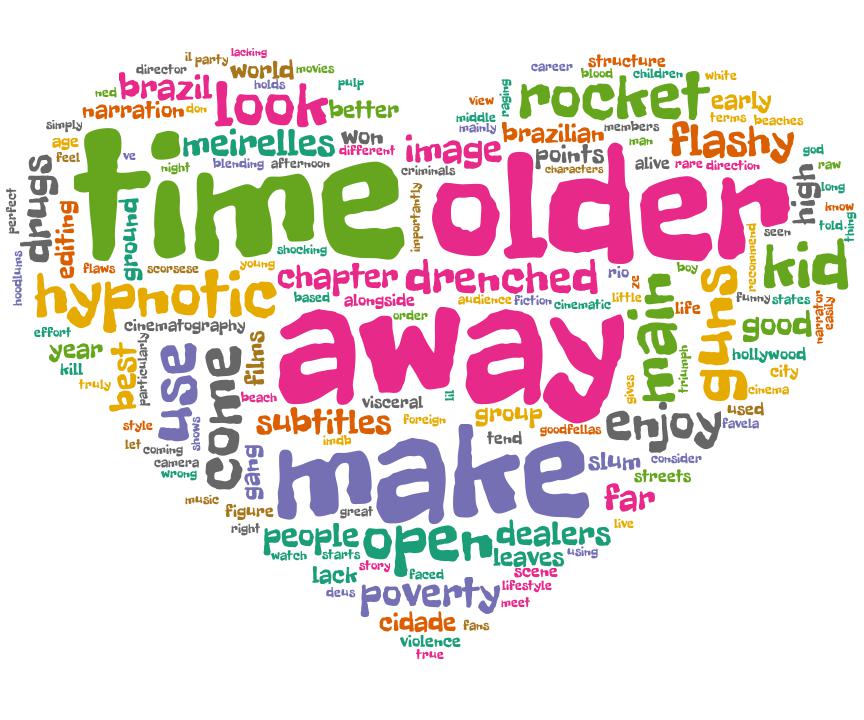 il party lacking
director world movies
ned brazil holds pulp
narration don look better
simply
age meirelles won
feel ve different
night blending afternoon
career structure
blood children white
raging rocket early
view terms beaches
middle
mainly brazilian members flashy
image points man god
criminals characters alive rare direction raw
perfect drugs time importantly older high long
know
told
thing
editing ground shocking seen
hoodlums flaws scorsese young
hypnotic chapter drenched rio boy recommend kid
based alongside audience fiction cinematic little ze
order life guns funny states
narrator
easily
effort cinematography main good
year particularly films away triumph hollywood
kill best use come gives city
truly cinema
beach visceral lil used
style shows subtitles foreign group enjoy favela
let imdb goodfellas
coming tend
camera gang make slum consider
wrong streets
music far
figure great
right people open dealers live
watch starts leaves using
story scene
lack faced lifestyle
deus poverty meet
cidade fans
violence
true